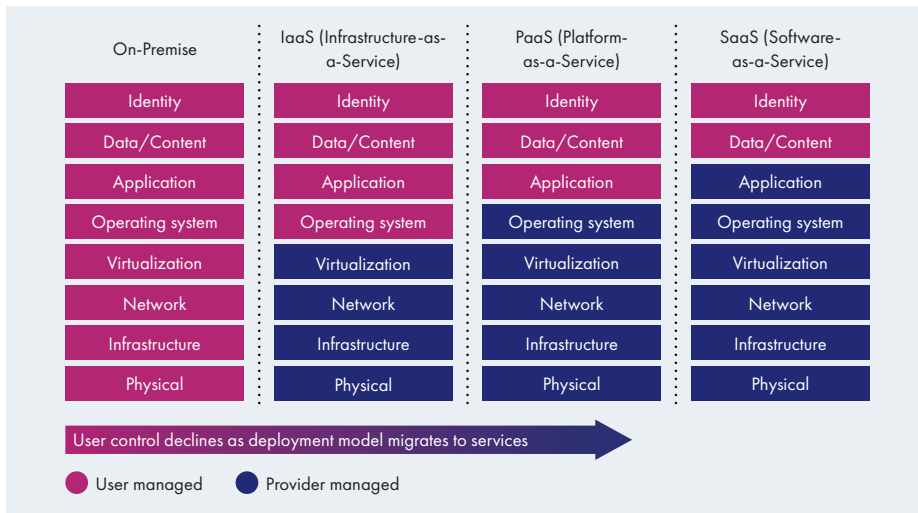 On-Premise
IaaS (Infrastructure-as-
a-Service)
PaaS (Platform-
as-a-Service)
SaaS (Software-
as-a-Service)
Identity
Identity
Identity
Identity
Data/Content
Data/Content
Data/Content
Data/Content
Application
Application
Application
Application
Operating system
Operating system
Operating system
Operating system
Virtualization
Virtualization
Virtualization
Virtualization
Network
Network
Network
Network
Infrastructure
Infrastructure
Infrastructure
Infrastructure
Physical
Physical
Physical
Physical
User control declines as deployment model migrates to services
User managed
Provider managed